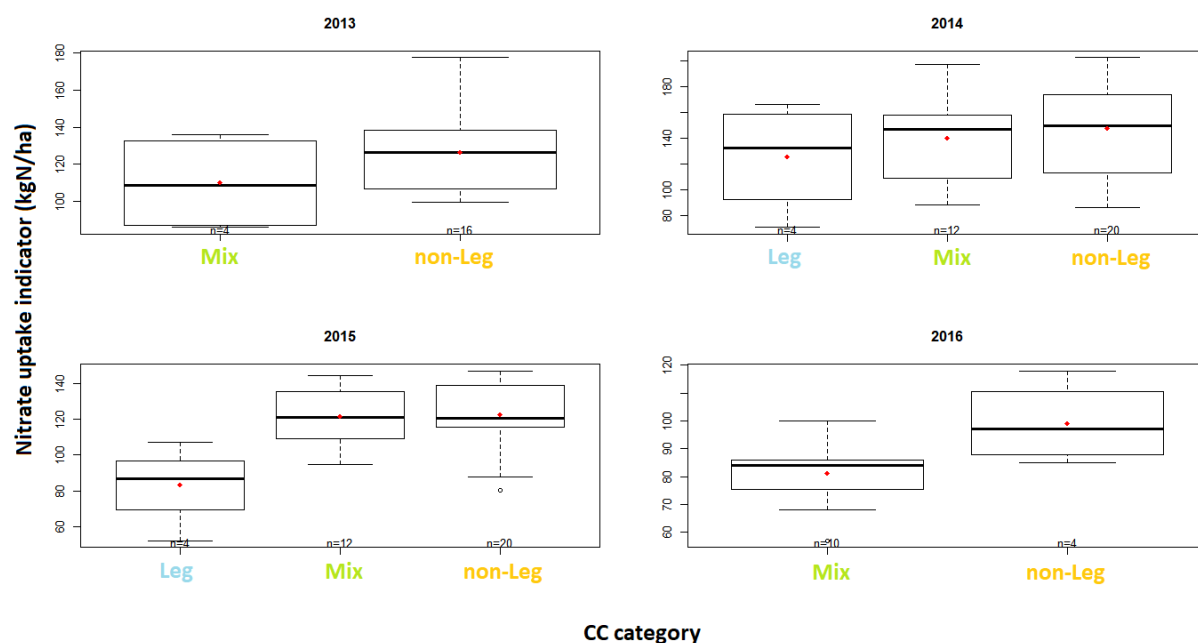 2013
180
160
140
120
100
n=4
n=16
Mix
non-Leg
2014
180
140
100
80
n=4
n=12
n=20
Leg
Mix
non-Leg
Nitrate uptake indicator (kgN/ha)
2015
140
120
100
80
60
n=4
n=12
n=20
Leg
Mix
non-Leg
2016
120
100
90
80
70
60
n=10
n=4
Mix
non-Leg
CC category